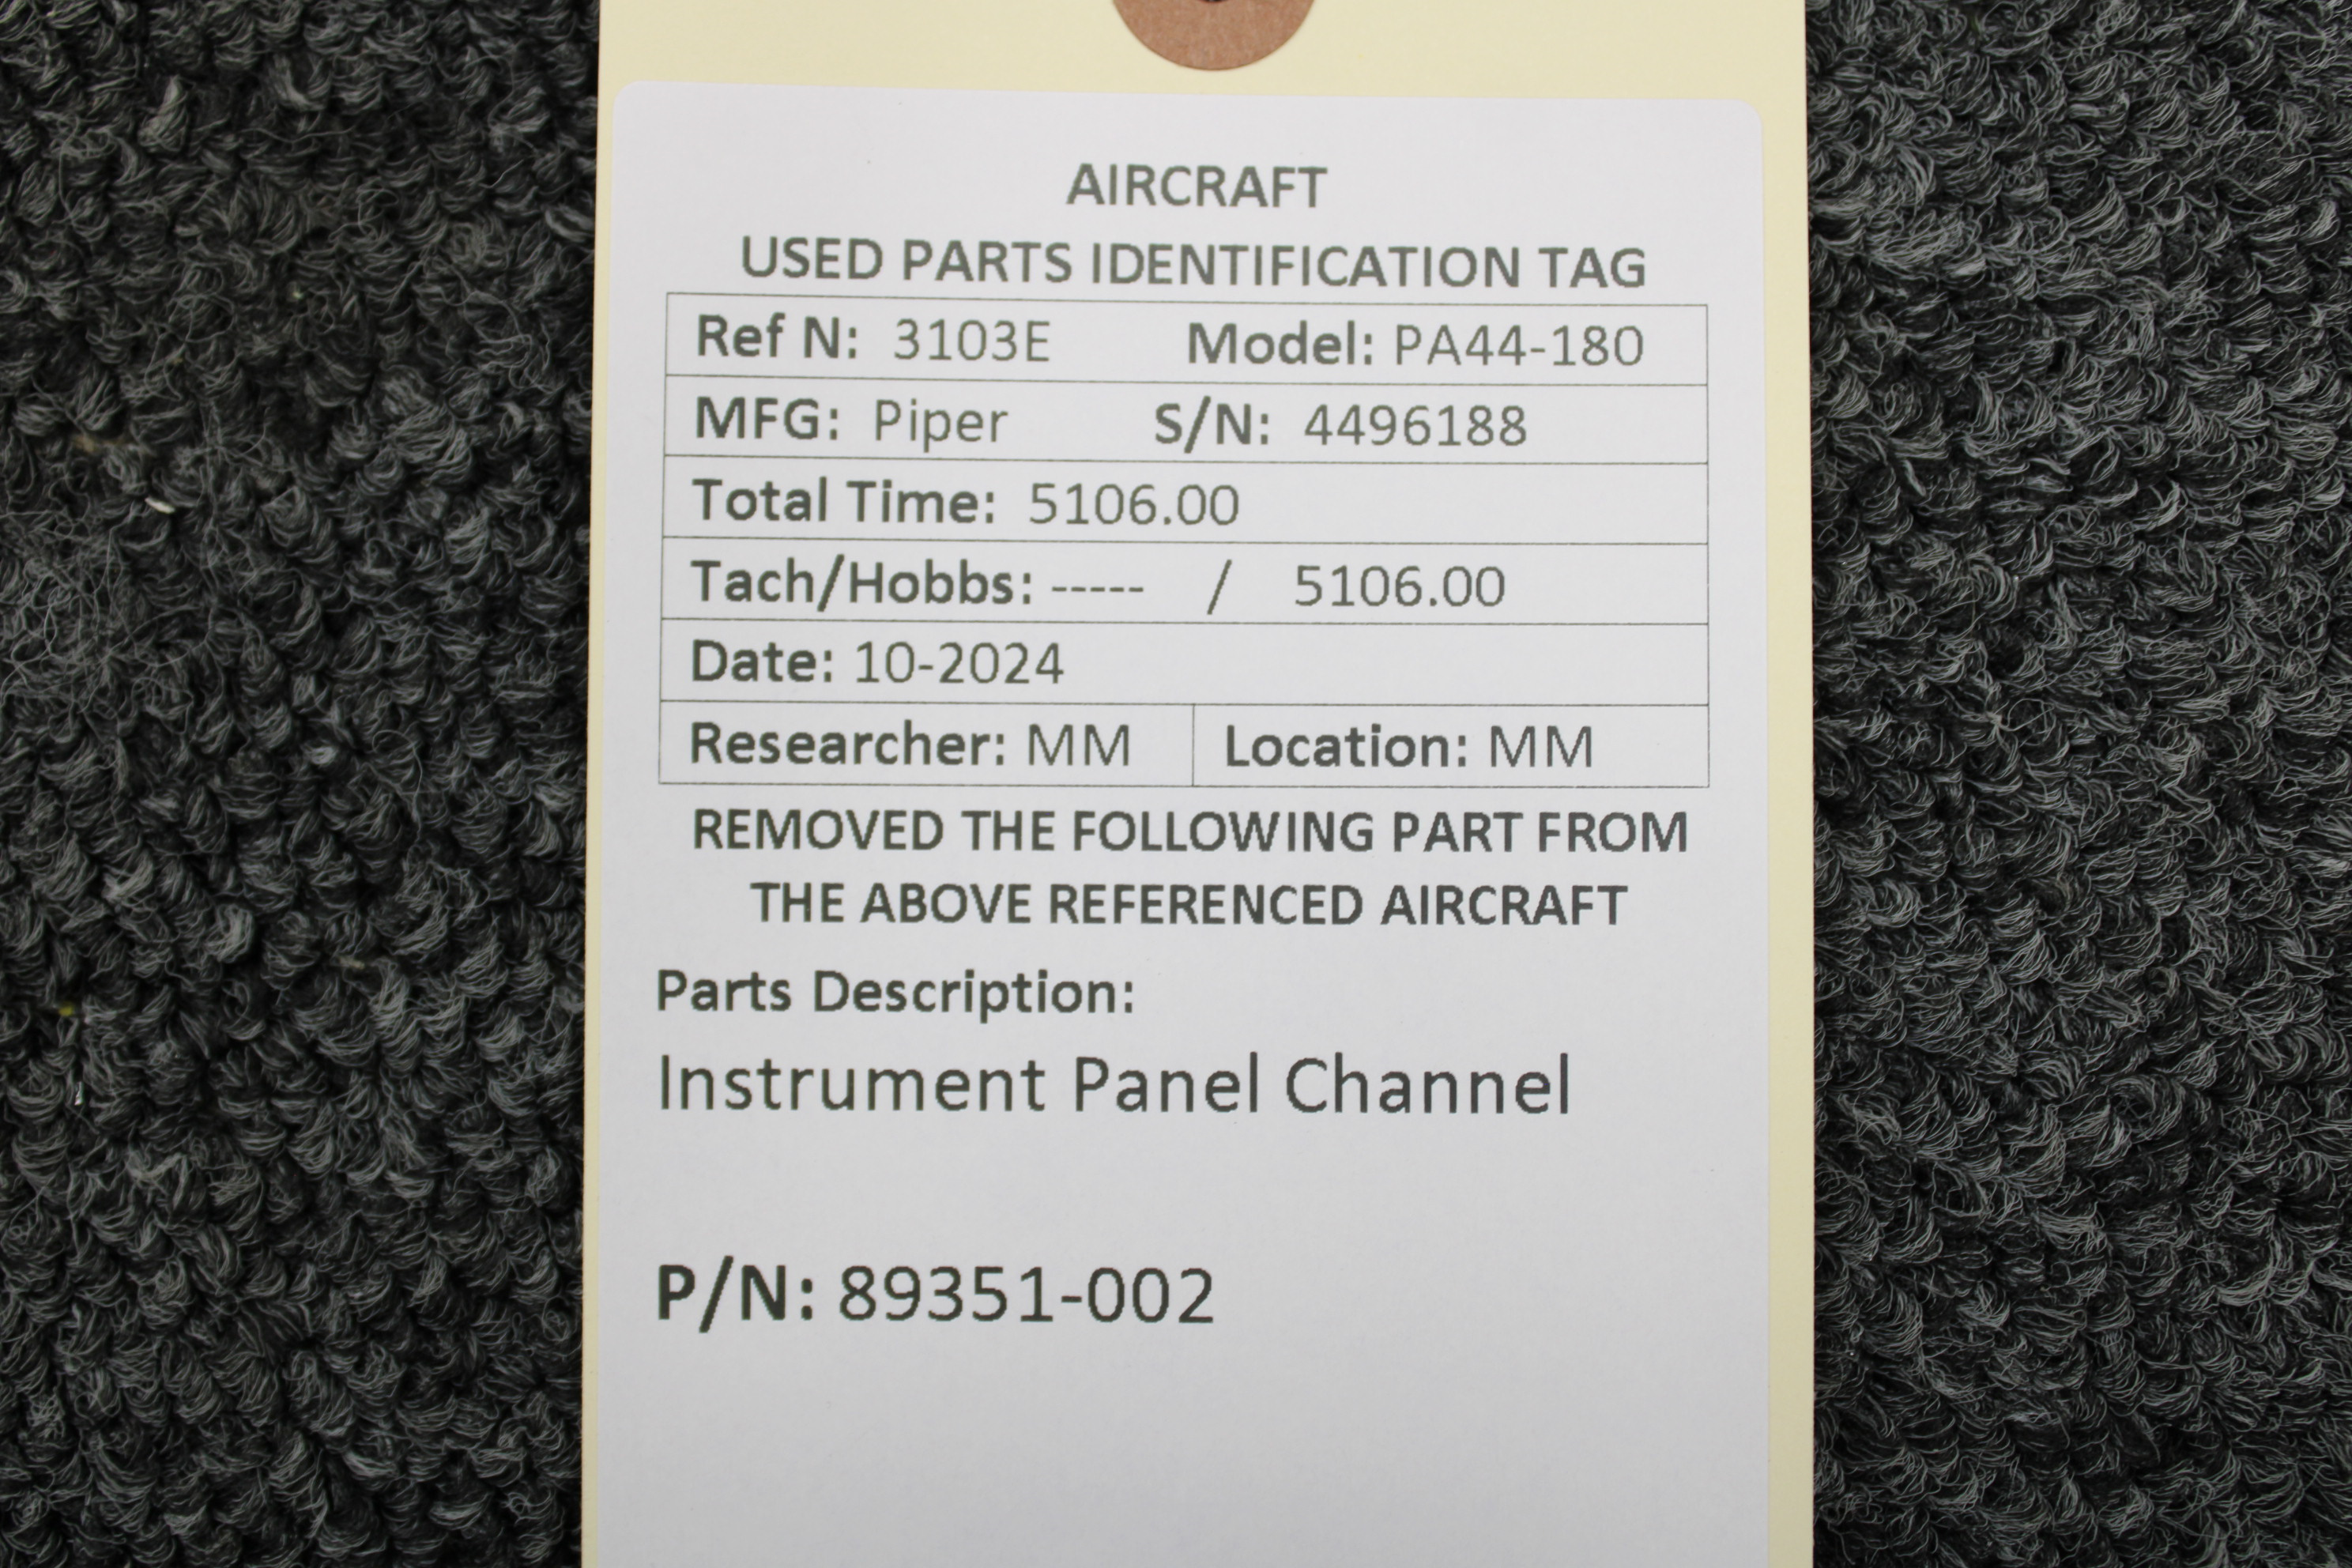 AIRCRAFT
USED PARTS IDENTIFICATION TAG
Ref N: 3103E Model: PA44-180
MFG: Piper S/N: 4496188
Total Time: 5106.00
Tach/Hobbs: ----- / 5106.00
Date: 10-2024
Researcher: MM Location: MM
REMOVED THE FOLLOWING PART FROM
THE ABOVE REFERENCED AIRCRAFT
Parts Description:
Instrument Panel Channel
P/N: 89351-002